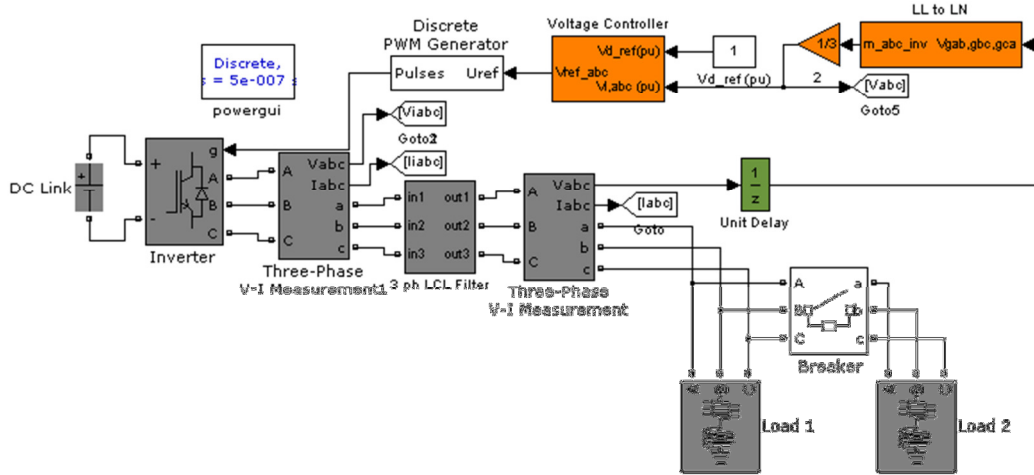 Discrete
PWM Generator
Pulses Uref
Voltage Controller
Vd_ref(pu)
Vref_abc
VI,abc (pu)
1
Vd_ref (pu)
2
1/3
LL to LN
m_abc_inv Vgab,gbc,gca
[Vabc]
Goto5
Discrete,
s = 5e-007 s
powergui
[Viabc]
[Iiabc]
DC Link
+
+
-
g
A
B
C
Inverter
A
B
C
Vabc
Iabc
a
b
c
Three-Phase
V-I Measurement1
in1 out1
in2 out2
in3 out3
3 ph LCL Filter
A
B
C
Vabc
Iabc
a
b
c
Three-Phase
V-I Measurement
[Iabc]
Goto
1
z
Unit Delay
A a
B b
C c
Breaker
A B C
Load 1
A B C
Load 2